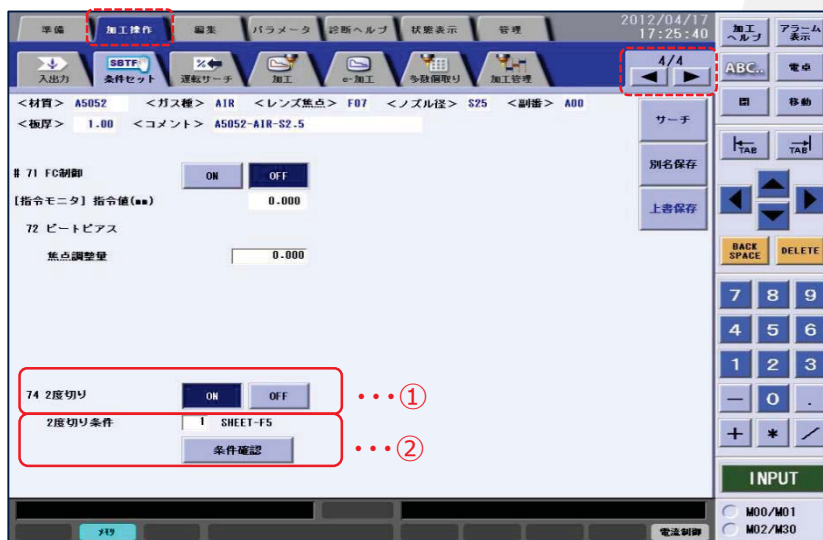 準備 加工操作 編集 パラメータ 診断ヘルプ 状態表示 管理
2012/04/17
17:25:40
加工ヘルプ アラーム表示
入出力 SBTF 条件セット 運転サーチ 加工 e-加工 多数個取り 加工管理
4/4
ABC.. 電卓
<材質> A5052 <ガス種> AIR <レンズ焦点> F07 <ノズル径> S25 <副番> A00
<板厚> 1.00 <コメント> A5052-AIR-S2.5
サーチ
別名保存
上書保存
閉 移動
TAB TAB
# 71 FC制御 ON OFF
[指令モニタ] 指令値(mm) 0.000
72 ピートピアス
焦点調整量 0.000
BACK SPACE DELETE
7 8 9
4 5 6
1 2 3
- 0 .
+ * /
74 2度切り ON OFF ・・・①
2度切り条件 1 SHEET-F5
条件確認 ・・・②
INPUT
メモリ 電流制御
M00/M01
M02/M30